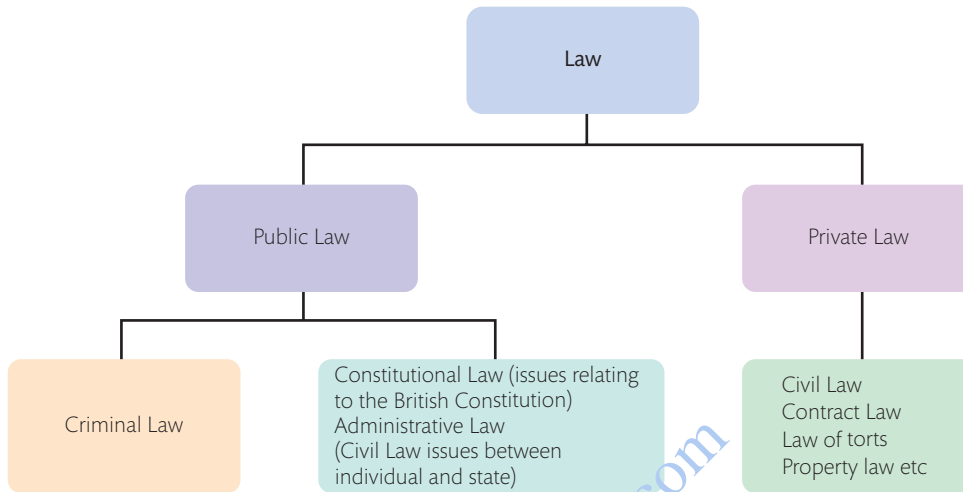 Law
Public Law
Private Law
Criminal Law
Constitutional Law (issues relating
to the British Constitution)
Administrative Law
(Civil Law issues between
individual and state)
Civil Law
Contract Law
Law of torts
Property law etc
com